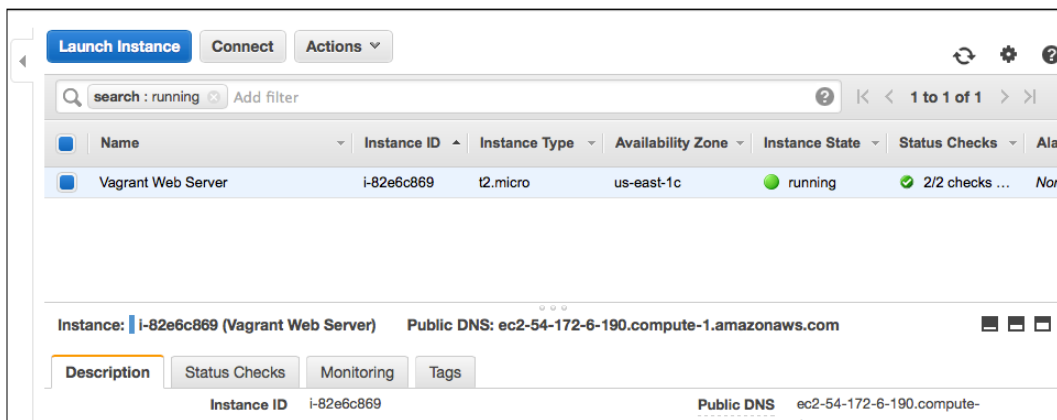 Launch Instance Connect Actions
search : running Add filter 1 to 1 of 1
Name Instance ID Instance Type Availability Zone Instance State Status Checks Ala
Vagrant Web Server i-82e6c869 t2.micro us-east-1c running 2/2 checks ... Nor
Instance: i-82e6c869 (Vagrant Web Server) Public DNS: ec2-54-172-6-190.compute-1.amazonaws.com
Description Status Checks Monitoring Tags
Instance ID i-82e6c869 Public DNS ec2-54-172-6-190.compute-